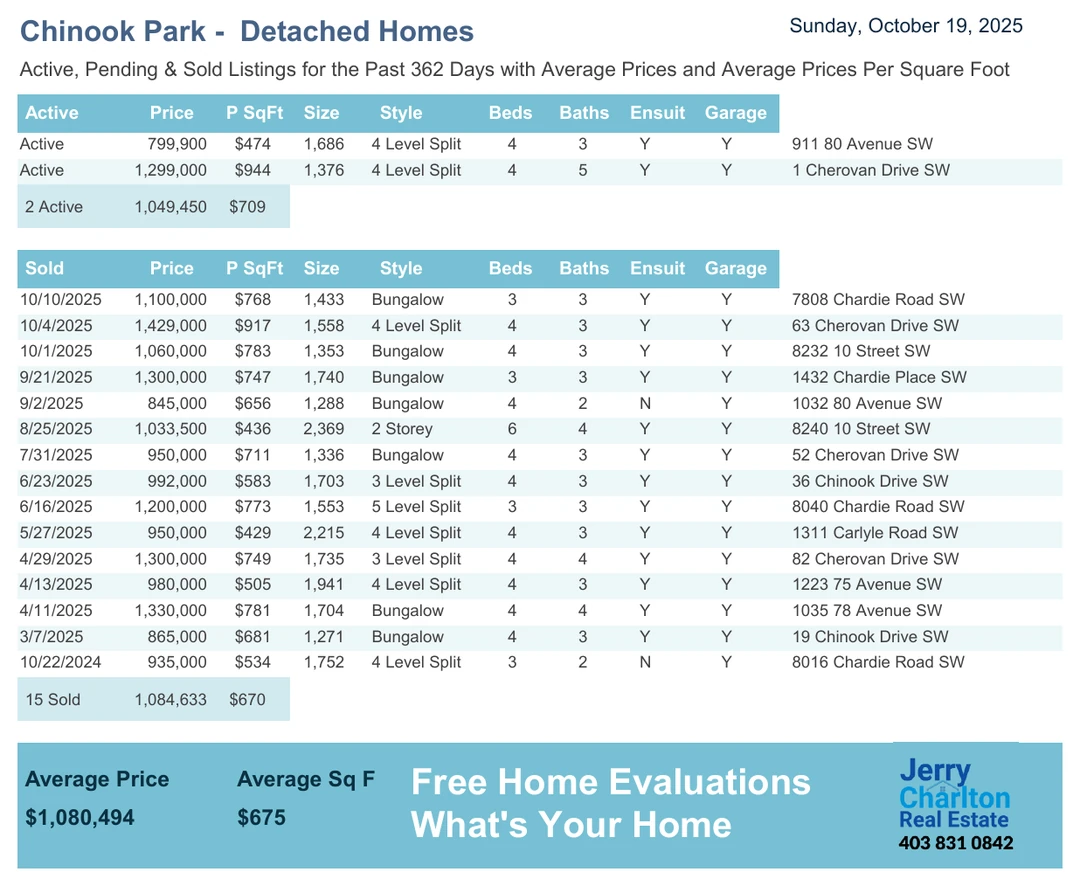 Chinook Park - Detached Homes
Sunday, October 19, 2025
Active, Pending & Sold Listings for the Past 362 Days with Average Prices and Average Prices Per Square Foot
Active Price P SqFt Size Style Beds Baths Ensuit Garage
Active 799,900 $474 1,686 4 Level Split 4 3 Y Y 911 80 Avenue SW
Active 1,299,000 $944 1,376 4 Level Split 4 5 Y Y 1 Cherovan Drive SW
2 Active 1,049,450 $709
Sold Price P SqFt Size Style Beds Baths Ensuit Garage
10/10/2025 1,100,000 $768 1,433 Bungalow 3 3 Y Y 7808 Chardie Road SW
10/4/2025 1,429,000 $917 1,558 4 Level Split 4 3 Y Y 63 Cherovan Drive SW
10/1/2025 1,060,000 $783 1,353 Bungalow 4 3 Y Y 8232 10 Street SW
9/21/2025 1,300,000 $747 1,740 Bungalow 3 3 Y Y 1432 Chardie Place SW
9/2/2025 845,000 $656 1,288 Bungalow 4 2 N Y 1032 80 Avenue SW
8/25/2025 1,033,500 $436 2,369 2 Storey 6 4 Y Y 8240 10 Street SW
7/31/2025 950,000 $711 1,336 Bungalow 4 3 Y Y 52 Cherovan Drive SW
6/23/2025 992,000 $583 1,703 3 Level Split 4 3 Y Y 36 Chinook Drive SW
6/16/2025 1,200,000 $773 1,553 5 Level Split 3 3 Y Y 8040 Chardie Road SW
5/27/2025 950,000 $429 2,215 4 Level Split 4 3 Y Y 1311 Carlyle Road SW
4/29/2025 1,300,000 $749 1,735 3 Level Split 4 4 Y Y 82 Cherovan Drive SW
4/13/2025 980,000 $505 1,941 4 Level Split 4 3 Y Y 1223 75 Avenue SW
4/11/2025 1,330,000 $781 1,704 Bungalow 4 4 Y Y 1035 78 Avenue SW
3/7/2025 865,000 $681 1,271 Bungalow 4 3 Y Y 19 Chinook Drive SW
10/22/2024 935,000 $534 1,752 4 Level Split 3 2 N Y 8016 Chardie Road SW
15 Sold 1,084,633 $670
Average Price Average Sq F
$1,080,494 $675
Free Home Evaluations
What's Your Home
Jerry
Charlton
Real Estate
403 831 0842